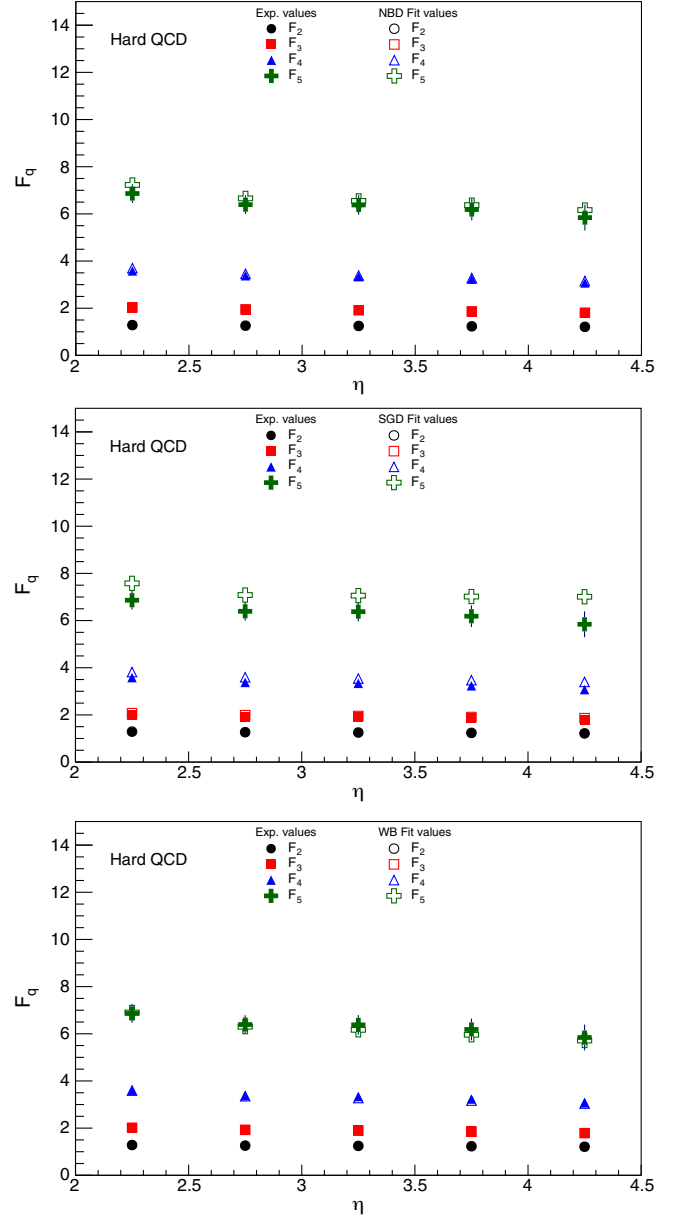 Exp. values NBD Fit values
Hard QCD
F2 F2
F3 F3
F4 F4
F5 F5
14
12
10
8
6
4
2
0
Fq
2 2.5 3 3.5 4 4.5
η
Exp. values SGD Fit values
Hard QCD
F2 F2
F3 F3
F4 F4
F5 F5
14
12
10
8
6
4
2
0
Fq
2 2.5 3 3.5 4 4.5
η
Exp. values WB Fit values
Hard QCD
F2 F2
F3 F3
F4 F4
F5 F5
14
12
10
8
6
4
2
0
Fq
2 2.5 3 3.5 4 4.5
η